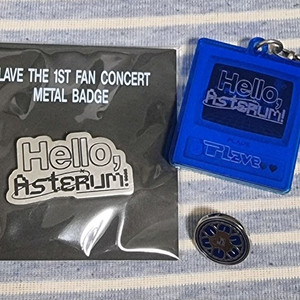 LAVE THE 1ST FAN CONCERT
METAL BADGE
Hello,
Asterum!
Hello,
Asterum!
PLave